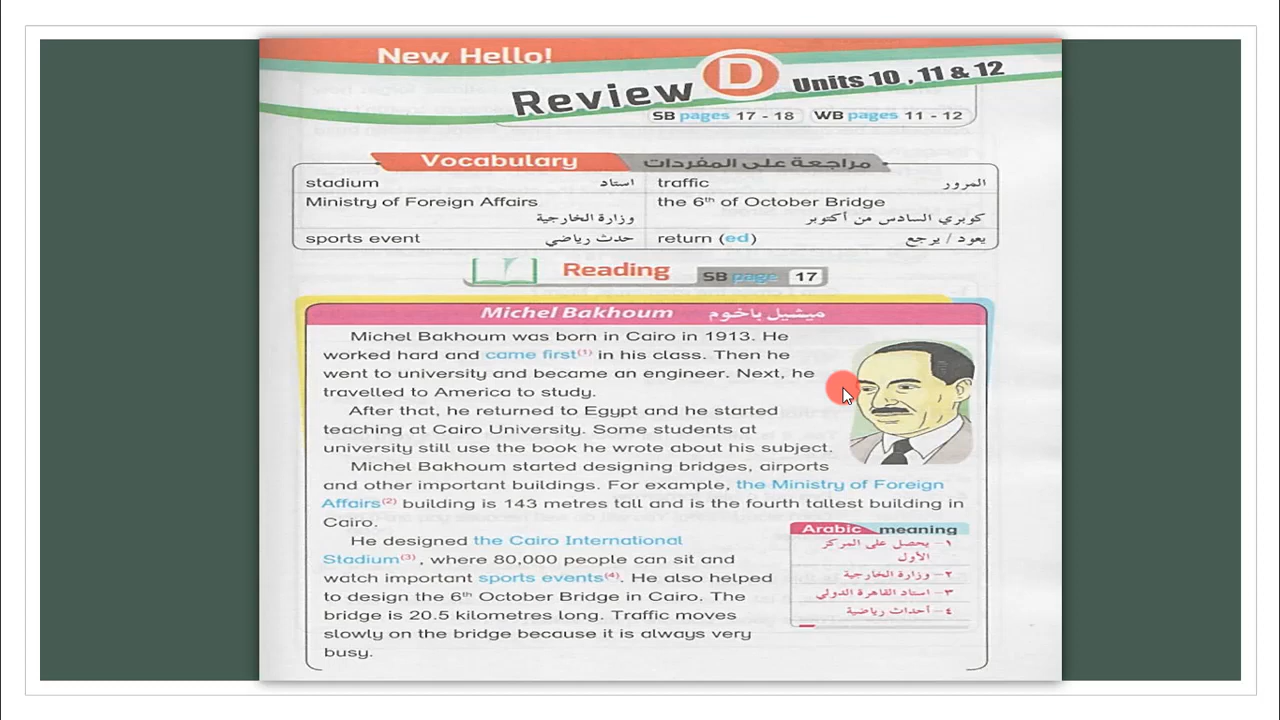 New Hello!
Review D Units 10 , 11 & 12
SB pages 17 - 18 WB pages 11 - 12
Vocabulary مراجعة على المفردات
stadium استاد traffic المرور
Ministry of Foreign Affairs the 6th of October Bridge
وزارة الخارجية كوبري السادس من أكتوبر
sports event حدث رياضي return (ed) يعود / يرجع
Reading SB page 17
Michel Bakhoum ميشيل باخوم
Michel Bakhoum was born in Cairo in 1913. He
worked hard and came first(1) in his class. Then he
went to university and became an engineer. Next, he
travelled to America to study.
After that, he returned to Egypt and he started
teaching at Cairo University. Some students at
university still use the book he wrote about his subject.
Michel Bakhoum started designing bridges, airports
and other important buildings. For example, the Ministry of Foreign
Affairs(2) building is 143 metres tall and is the fourth tallest building in
Cairo.
He designed the Cairo International
Stadium(3), where 80,000 people can sit and
watch important sports events(4). He also helped
to design the 6th October Bridge in Cairo. The
bridge is 20.5 kilometres long. Traffic moves
slowly on the bridge because it is always very
busy.
Arabic meaning
١- يحصل على المركز
الأول
٢- وزارة الخارجية
٣- استاد القاهرة الدولي
٤- أحداث رياضية